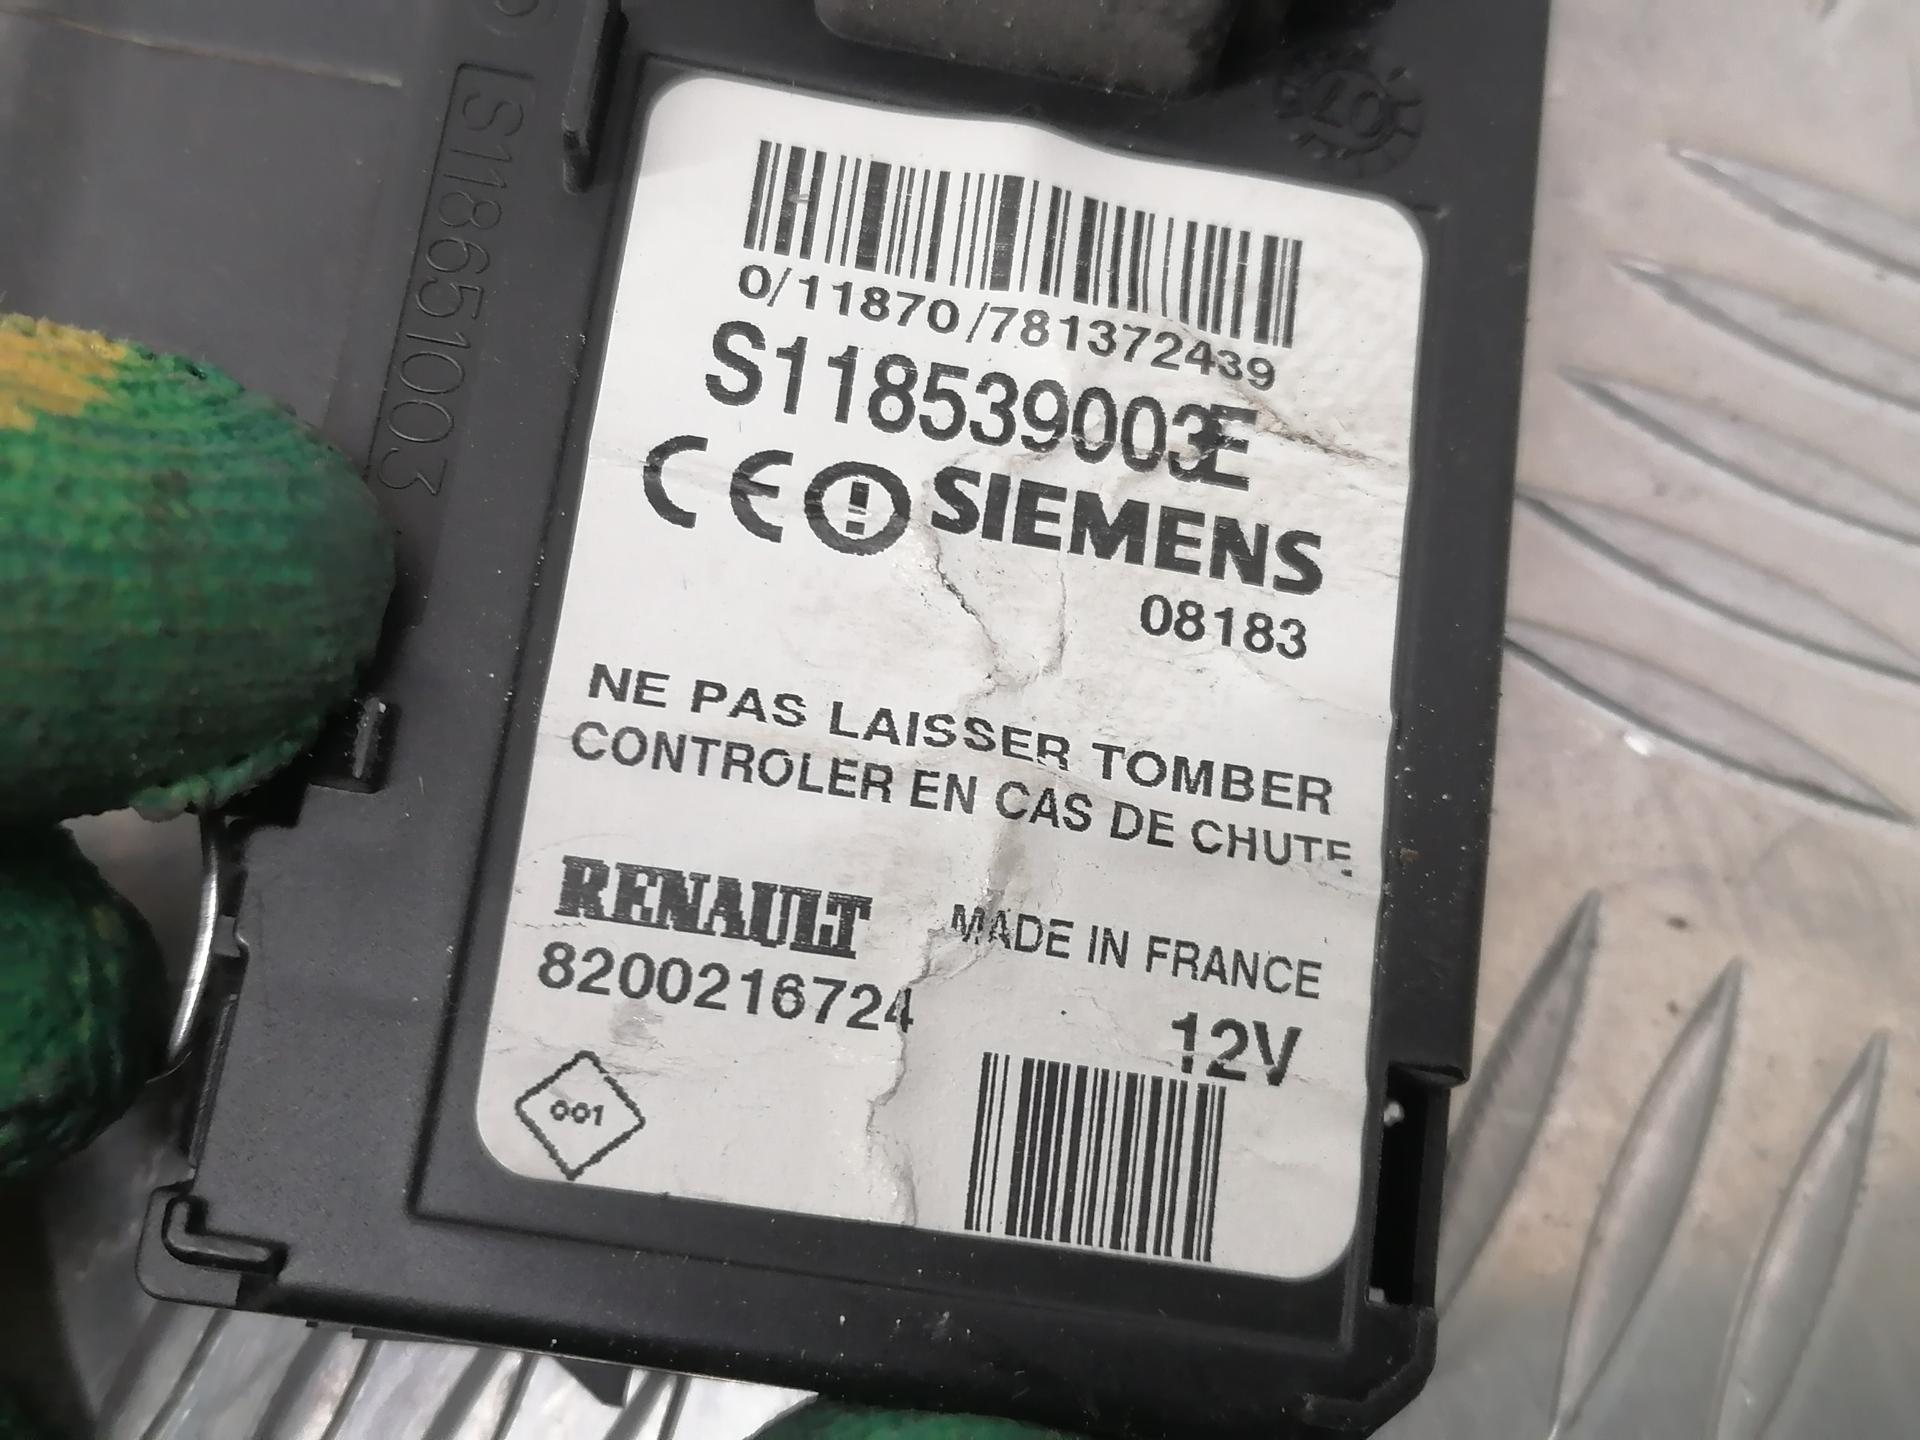 S118651003
07
0/11870/781372439
S118539003E
CE
SIEMENS
08183
NE PAS LAISSER TOMBER
CONTROLER EN CAS DE CHUTE
RENAULT
MADE IN FRANCE
8200216724
12V
001